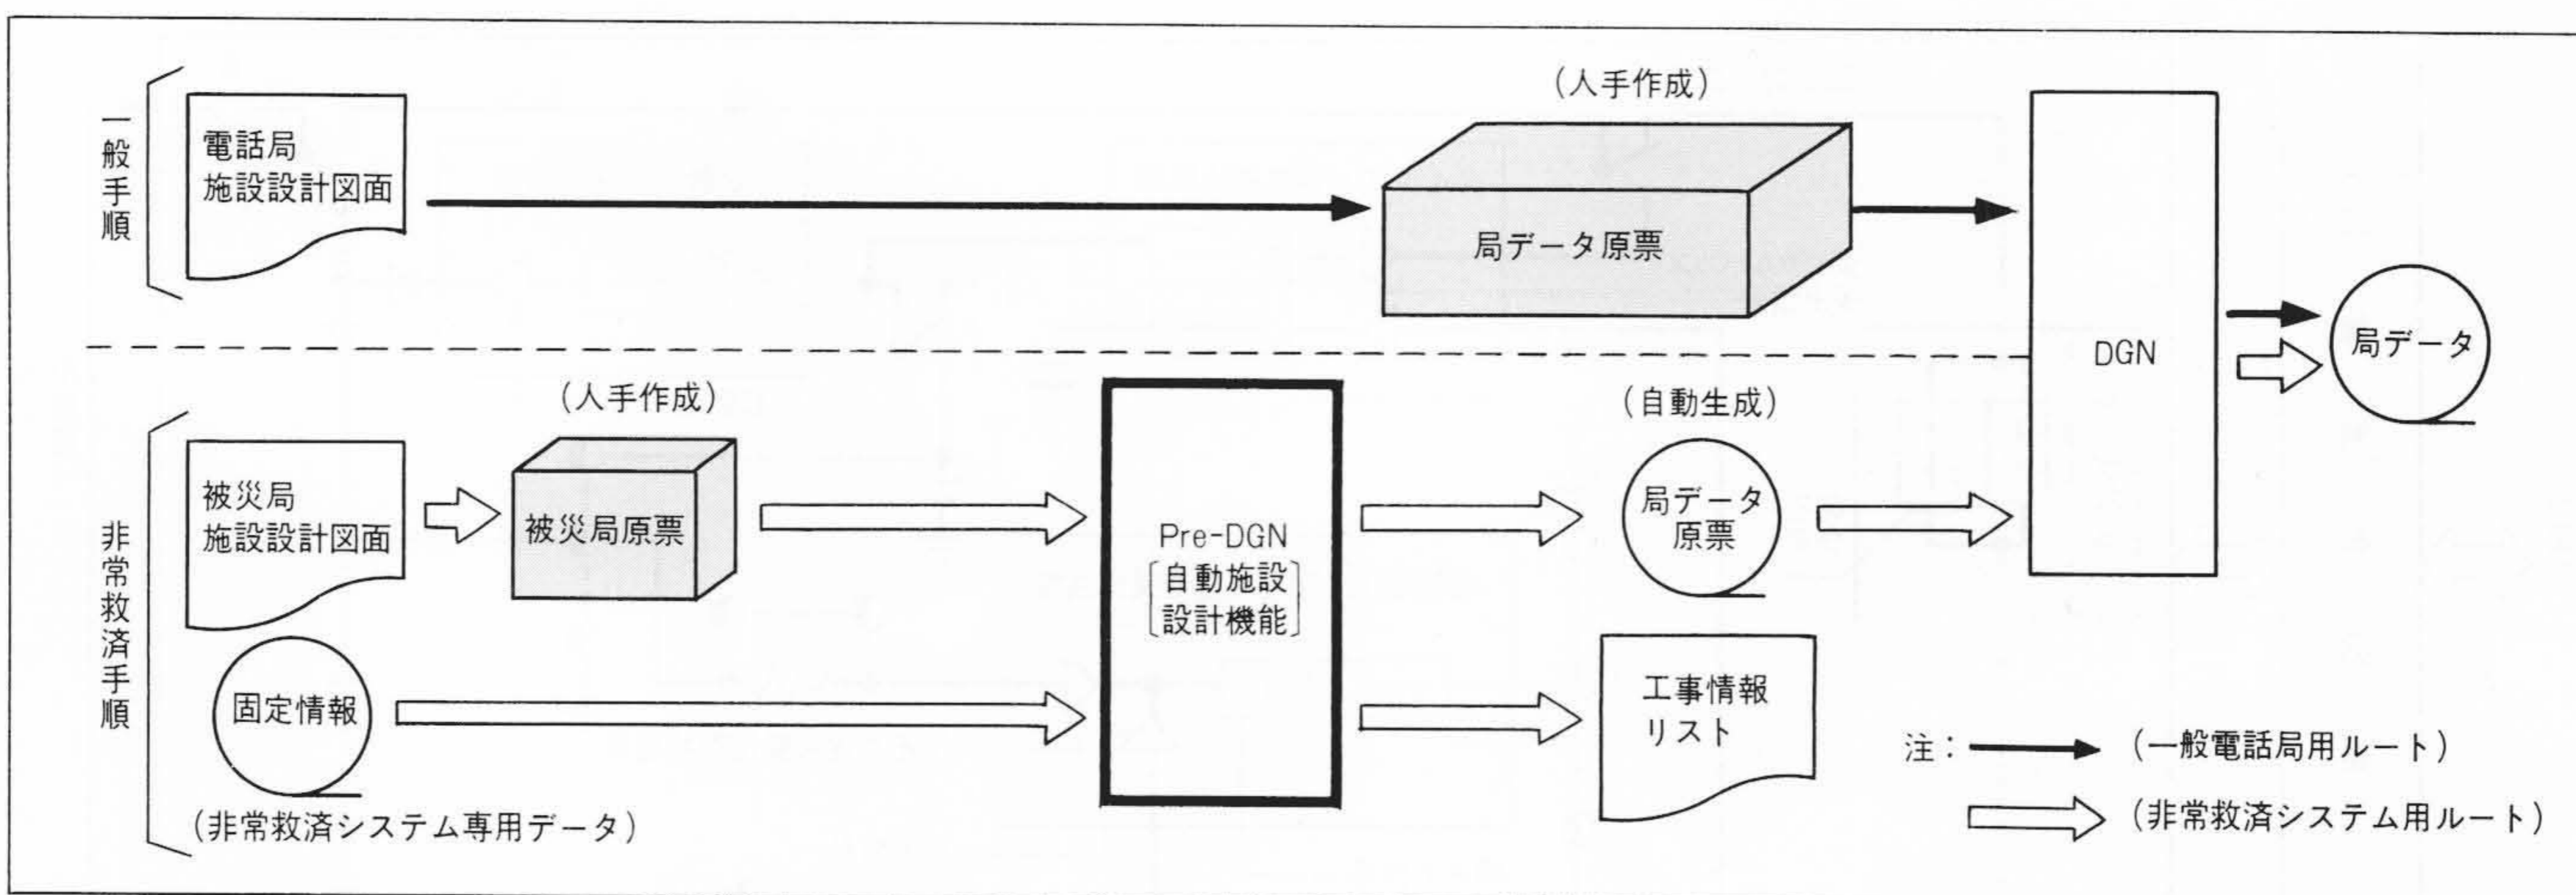 一般手順
電話局
施設設計図面
(人手作成)
局データ原票
DGN
局データ
非常救済手順
被災局
施設設計図面
(人手作成)
被災局原票
固定情報
(非常救済システム専用データ)
Pre-DGN
自動施設
設計機能
(自動生成)
局データ
原票
工事情報
リスト
注:
(一般電話局用ルート)
(非常救済システム用ルート)